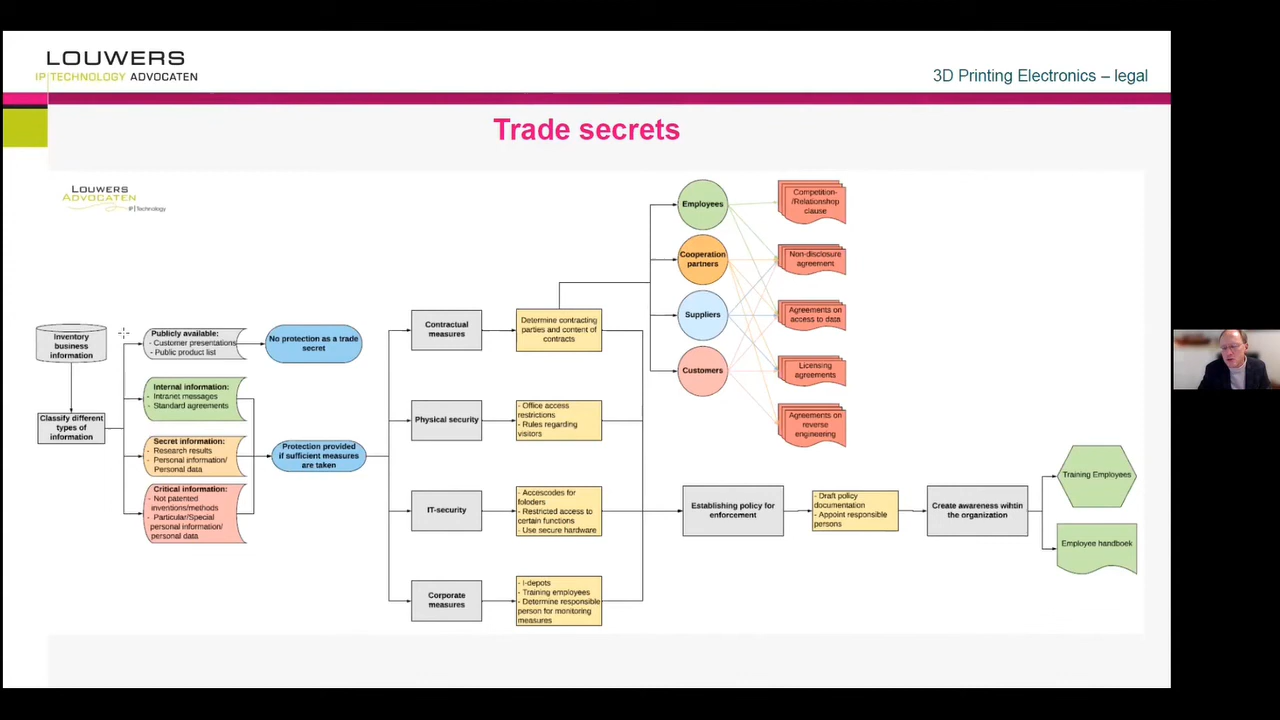 LOUWERS
IP|TECHNOLOGY ADVOCATEN
3D Printing Electronics – legal
Trade secrets
LOUWERS
ADVOCATEN
IP | Technology
Inventory
business
information
Classify different
types of
information
Publicly available:
- Customer presentations
- Public product list
Internal information:
- Intranet messages
- Standard agreements
Secret information:
- Research results
- Personal information/
Personal data
Critical information:
- Not patented
inventions/methods
- Particular/Special
personal information/
personal data
No protection as a trade
secret
Protection provided
if sufficient measures
are taken
Contractual
measures
Physical security
IT-security
Corporate
measures
Determine contracting
parties and content of
contracts
- Office access
restrictions
- Rules regarding
visitors
- Accescodes for
foloders
- Restricted access to
certain functions
- Use secure hardware
- I-depots
- Training employees
- Determine responsible
person for monitoring
measures
Employees
Cooperation
partners
Suppliers
Customers
Competition-
/Relationshop
clause
Non-disclosure
agreement
Agreements on
access to data
Licensing
agreements
Agreements on
reverse
engineering
Establishing policy for
enforcement
- Draft policy
documentation
- Appoint responsible
persons
Create awareness wihtin
the organization
Training Employees
Employee handboek